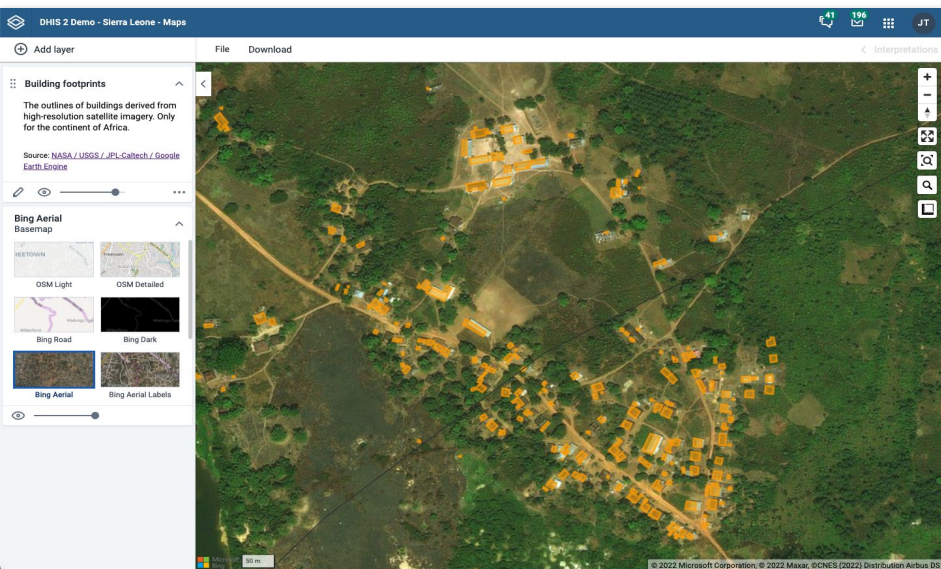 DHIS 2 Demo - Sierra Leone - Maps
41
196
JT
Add layer
File
Download
Interpretations
Building footprints
The outlines of buildings derived from
high-resolution satellite imagery. Only
for the continent of Africa.
Source: NASA / USGS / JPL-Caltech / Google
Earth Engine
Bing Aerial
Basemap
OSM Light
OSM Detailed
Bing Road
Bing Dark
Bing Aerial
Bing Aerial Labels
Microsoft
50 m
© 2022 Microsoft Corporation, © 2022 Maxar, ©CNES (2022) Distribution Airbus DS